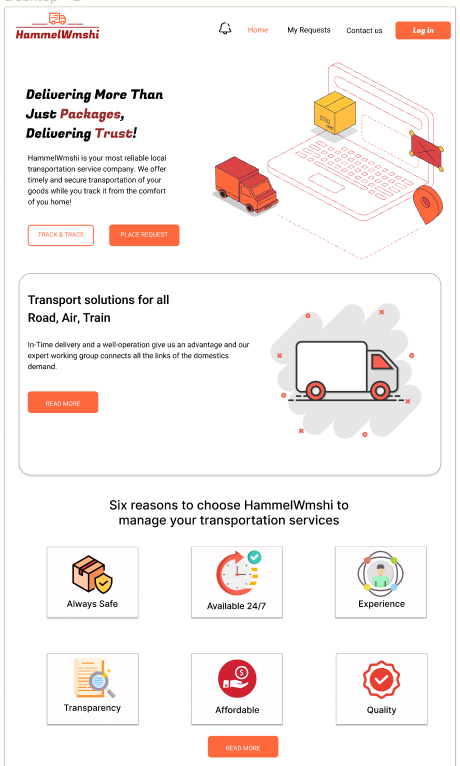 HammelWmshi
Home
My Requests
Contact us
Log in
Delivering More Than
Just Packages,
Delivering Trust!
HammelWmshi is your most reliable local
transportation service company. We offer
timely and secure transportation of your
goods while you track it from the comfort
of you home!
TRACK & TRACE
PLACE REQUEST
Transport solutions for all
Road, Air, Train
In-Time delivery and a well-operation give us an advantage and our
expert working group connects all the links of the domestics
demand.
READ MORE
Six reasons to choose HammelWmshi to
manage your transportation services
Always Safe
Available 24/7
Experience
Transparency
Affordable
Quality
READ MORE